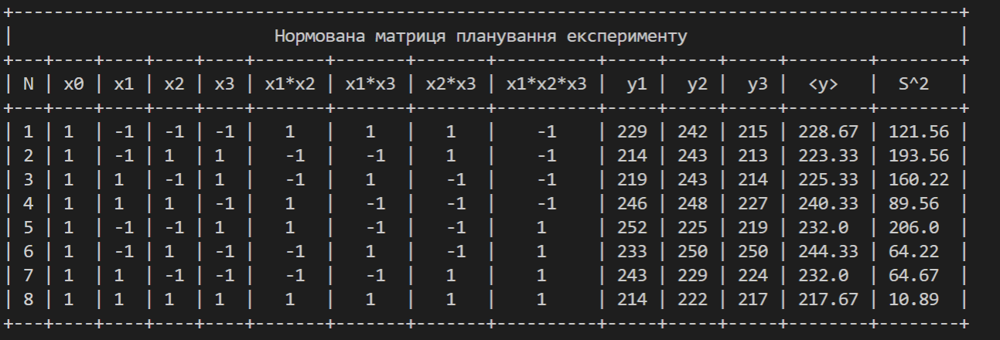 +----------------------------------------------------------------------------------------------+
|                          Нормована матриця планування експерименту                           |
+---+----+----+----+----+-------+-------+-------+----------+-----+-----+-----+--------+--------+
| N | x0 | x1 | x2 | x3 | x1*x2 | x1*x3 | x2*x3 | x1*x2*x3 |  y1 |  y2 |  y3 |  <y>   |  S^2   |
+---+----+----+----+----+-------+-------+-------+----------+-----+-----+-----+--------+--------+
| 1 | 1  | -1 | -1 | -1 |   1   |   1   |   1   |    -1    | 229 | 242 | 215 | 228.67 | 121.56 |
| 2 | 1  | -1 | 1  | 1  |   -1  |   -1  |   1   |    -1    | 214 | 243 | 213 | 223.33 | 193.56 |
| 3 | 1  | 1  | -1 | 1  |   -1  |   1   |   -1  |    -1    | 219 | 243 | 214 | 225.33 | 160.22 |
| 4 | 1  | 1  | 1  | -1 |   1   |   -1  |   -1  |    -1    | 246 | 248 | 227 | 240.33 | 89.56  |
| 5 | 1  | -1 | -1 | 1  |   1   |   -1  |   -1  |    1     | 252 | 225 | 219 | 232.0  | 206.0  |
| 6 | 1  | -1 | 1  | -1 |   -1  |   1   |   -1  |    1     | 233 | 250 | 250 | 244.33 | 64.22  |
| 7 | 1  | 1  | -1 | -1 |   -1  |   -1  |   1   |    1     | 243 | 229 | 224 | 232.0  | 64.67  |
| 8 | 1  | 1  | 1  | 1  |   1   |   1   |   1   |    1     | 214 | 222 | 217 | 217.67 | 10.89  |
+---+----+----+----+----+-------+-------+-------+----------+-----+-----+-----+--------+--------+